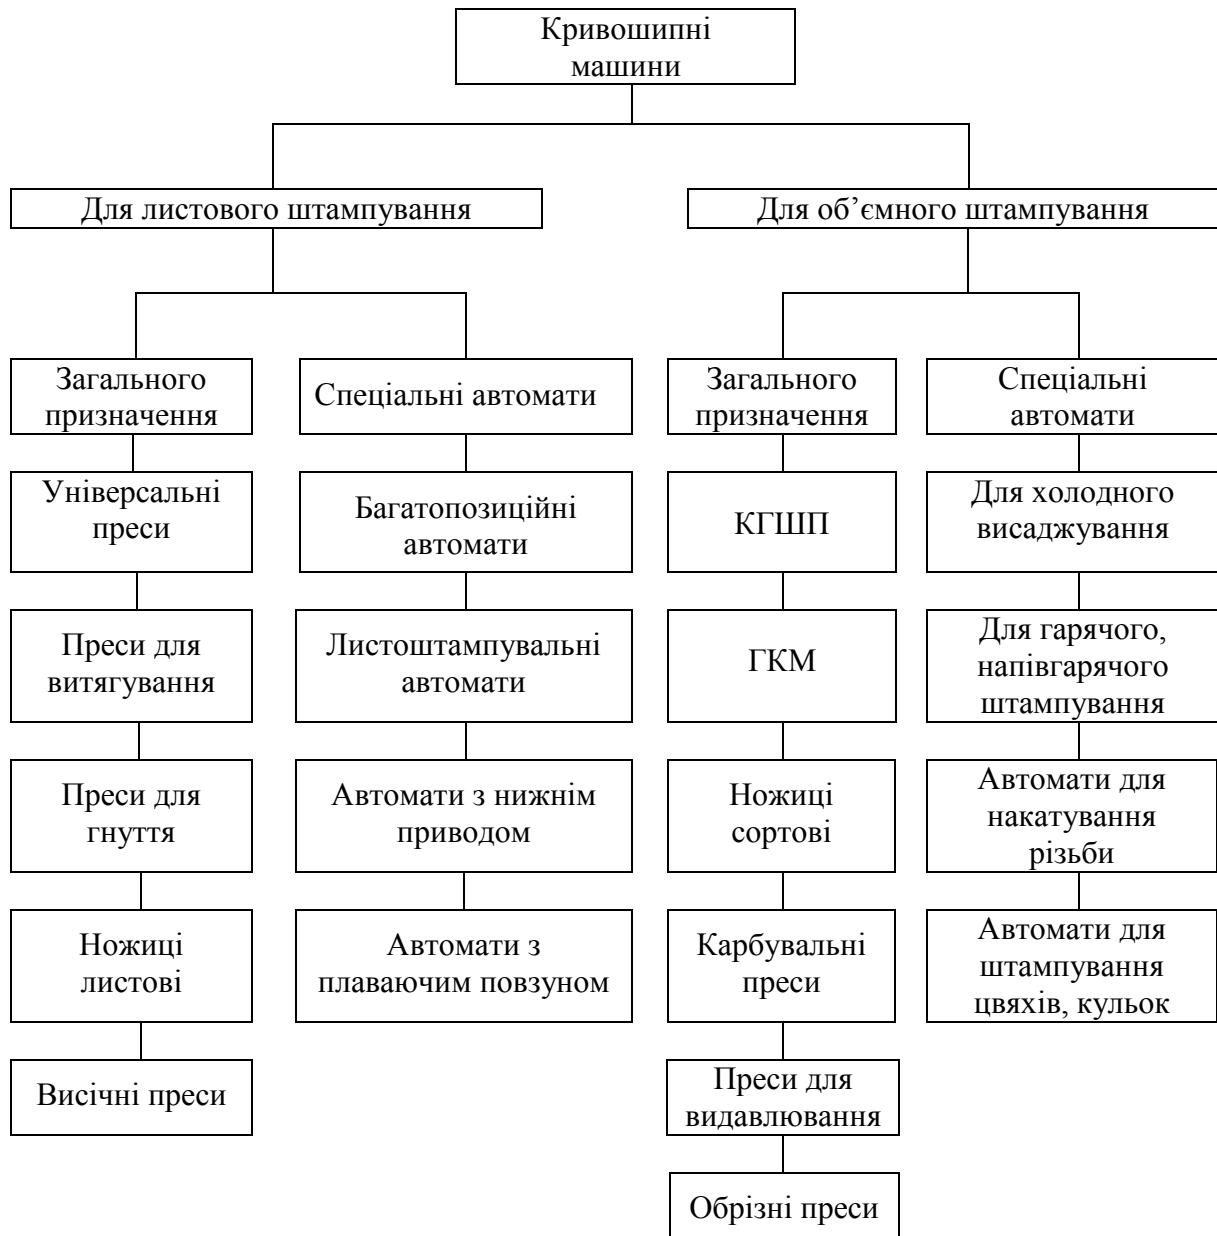 Кривошипні
машини
Для листового штампування
Для об’ємного штампування
Загального
призначення
Спеціальні автомати
Загального
призначення
Спеціальні
автомати
Універсальні
преси
Багатопозиційні
автомати
КГШП
Для холодного
висаджування
Преси для
витягування
Листоштампувальні
автомати
ГКМ
Для гарячого,
напівгарячого
штампування
Преси для
гнуття
Автомати з нижнім
приводом
Ножиці
сортові
Автомати для
накатування
різьби
Ножиці
листові
Автомати з
плаваючим повзуном
Карбувальні
преси
Автомати для
штампування
цвяхів, кульок
Висічні преси
Преси для
видавлювання
Обрізні преси